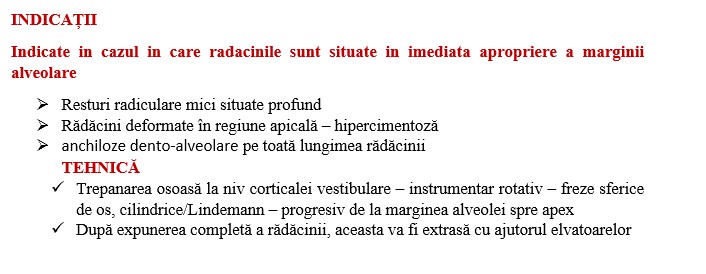 INDICAȚII
Indicate in cazul in care radacinile sunt situate in imediata apropriere a marginii
alveolare
➢ Resturi radiculare mici situate profund
➢ Rădăcini deformate în regiune apicală – hipercimentoză
➢ anchiloze dento-alveolare pe toată lungimea rădăcinii
TEHNICĂ
✓ Trepanarea osoasă la niv corticalei vestibulare – instrumentar rotativ – freze sferice
de os, cilindrice/Lindemann – progresiv de la marginea alveolei spre apex
✓ După expunerea completă a rădăcinii, aceasta va fi extrasă cu ajutorul elvatoarelor